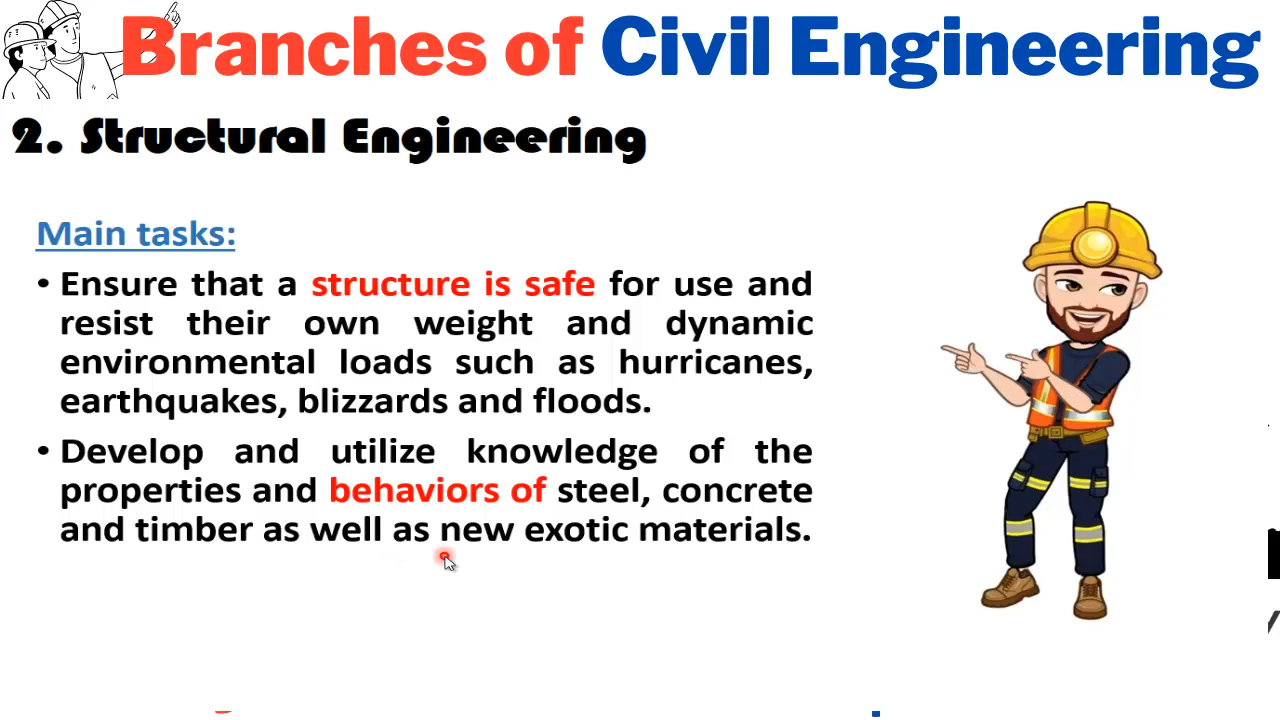 Branches of Civil Engineering
2. Structural Engineering
Main tasks:
• Ensure that a structure is safe for use and
resist their own weight and dynamic
environmental loads such as hurricanes,
earthquakes, blizzards and floods.
• Develop and utilize knowledge of the
properties and behaviors of steel, concrete
and timber as well as new exotic materials.